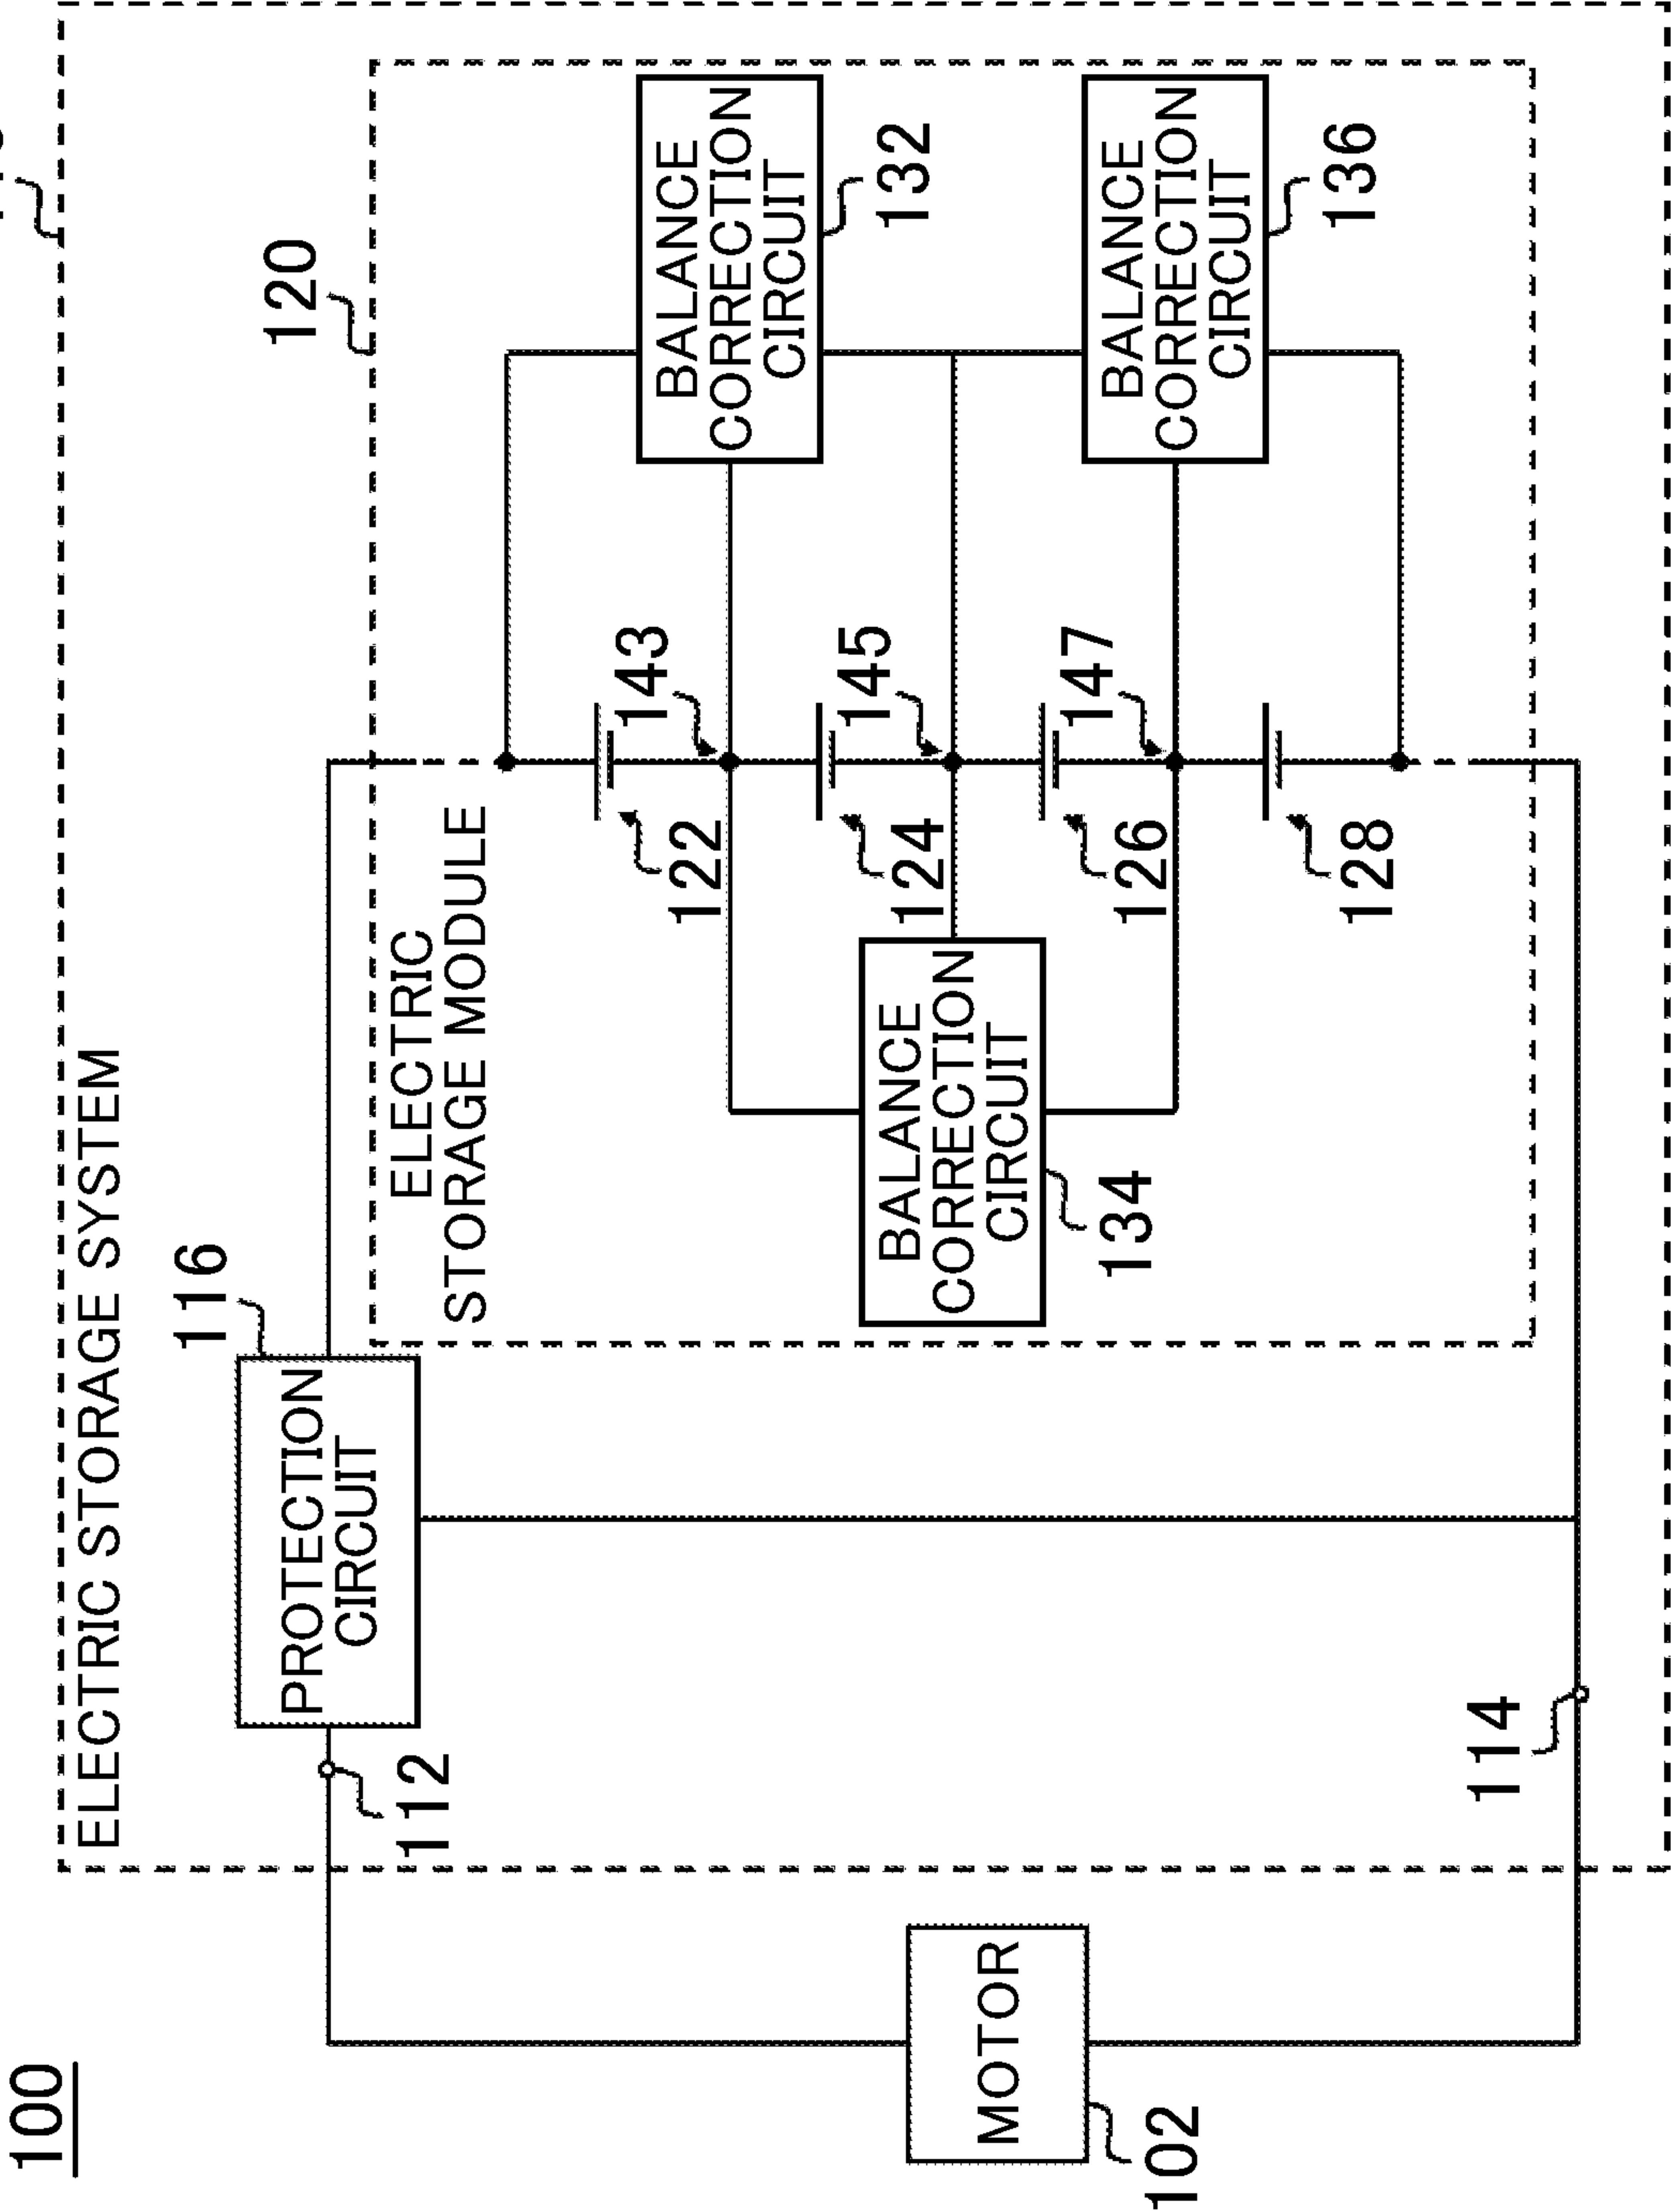 100
ELECTRIC STORAGE SYSTEM
116
PROTECTION
CIRCUIT
112
120
ELECTRIC
STORAGE MODULE
BALANCE
CORRECTION
CIRCUIT
132
143
122
145
124
BALANCE
CORRECTION
CIRCUIT
134
147
126
BALANCE
CORRECTION
CIRCUIT
136
128
MOTOR
102
114